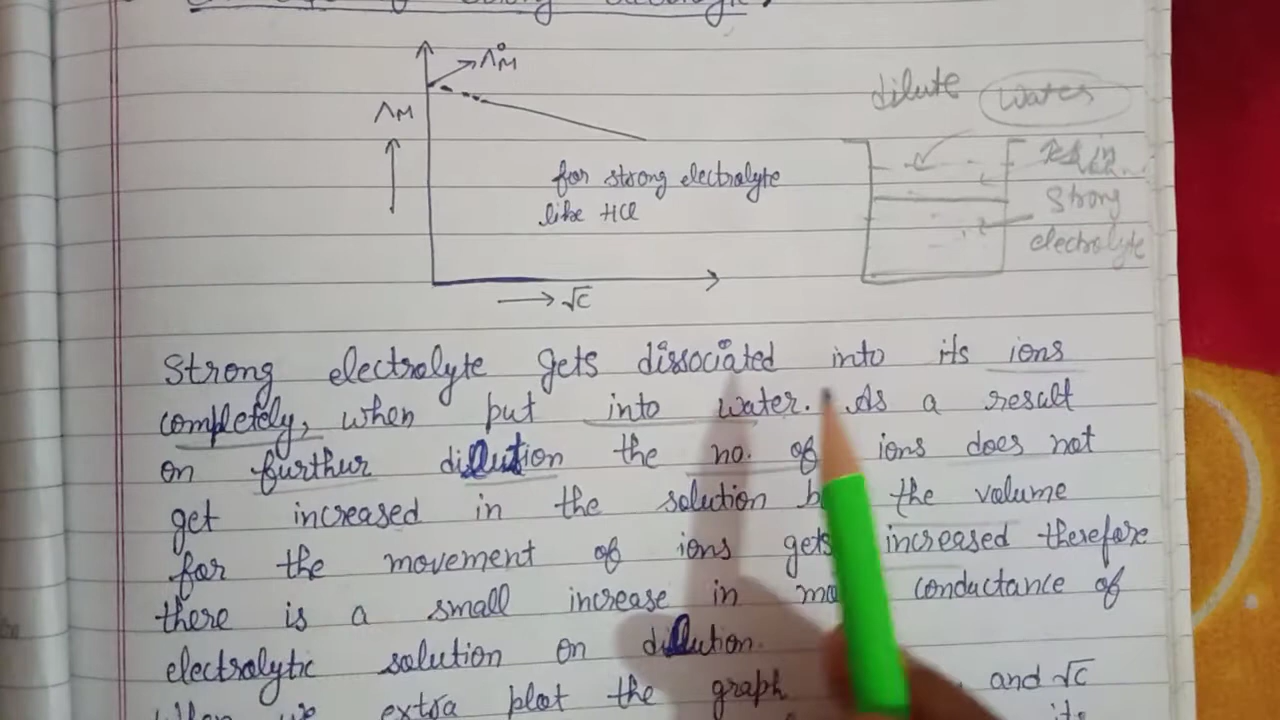 Λ°M
ΛM
for strong electrolyte
like HCl
√C
dilute water
Strong
electrolyte
Strong electrolyte gets dissociated into its ions
completely, when put into water. As a result
on furthur dilution the no. of ions does not
get increased in the solution the volume
for the movement of ions gets increased therefore
there is a small increase in conductance of
electrolytic solution on dilution.
extra plot the graph and √C